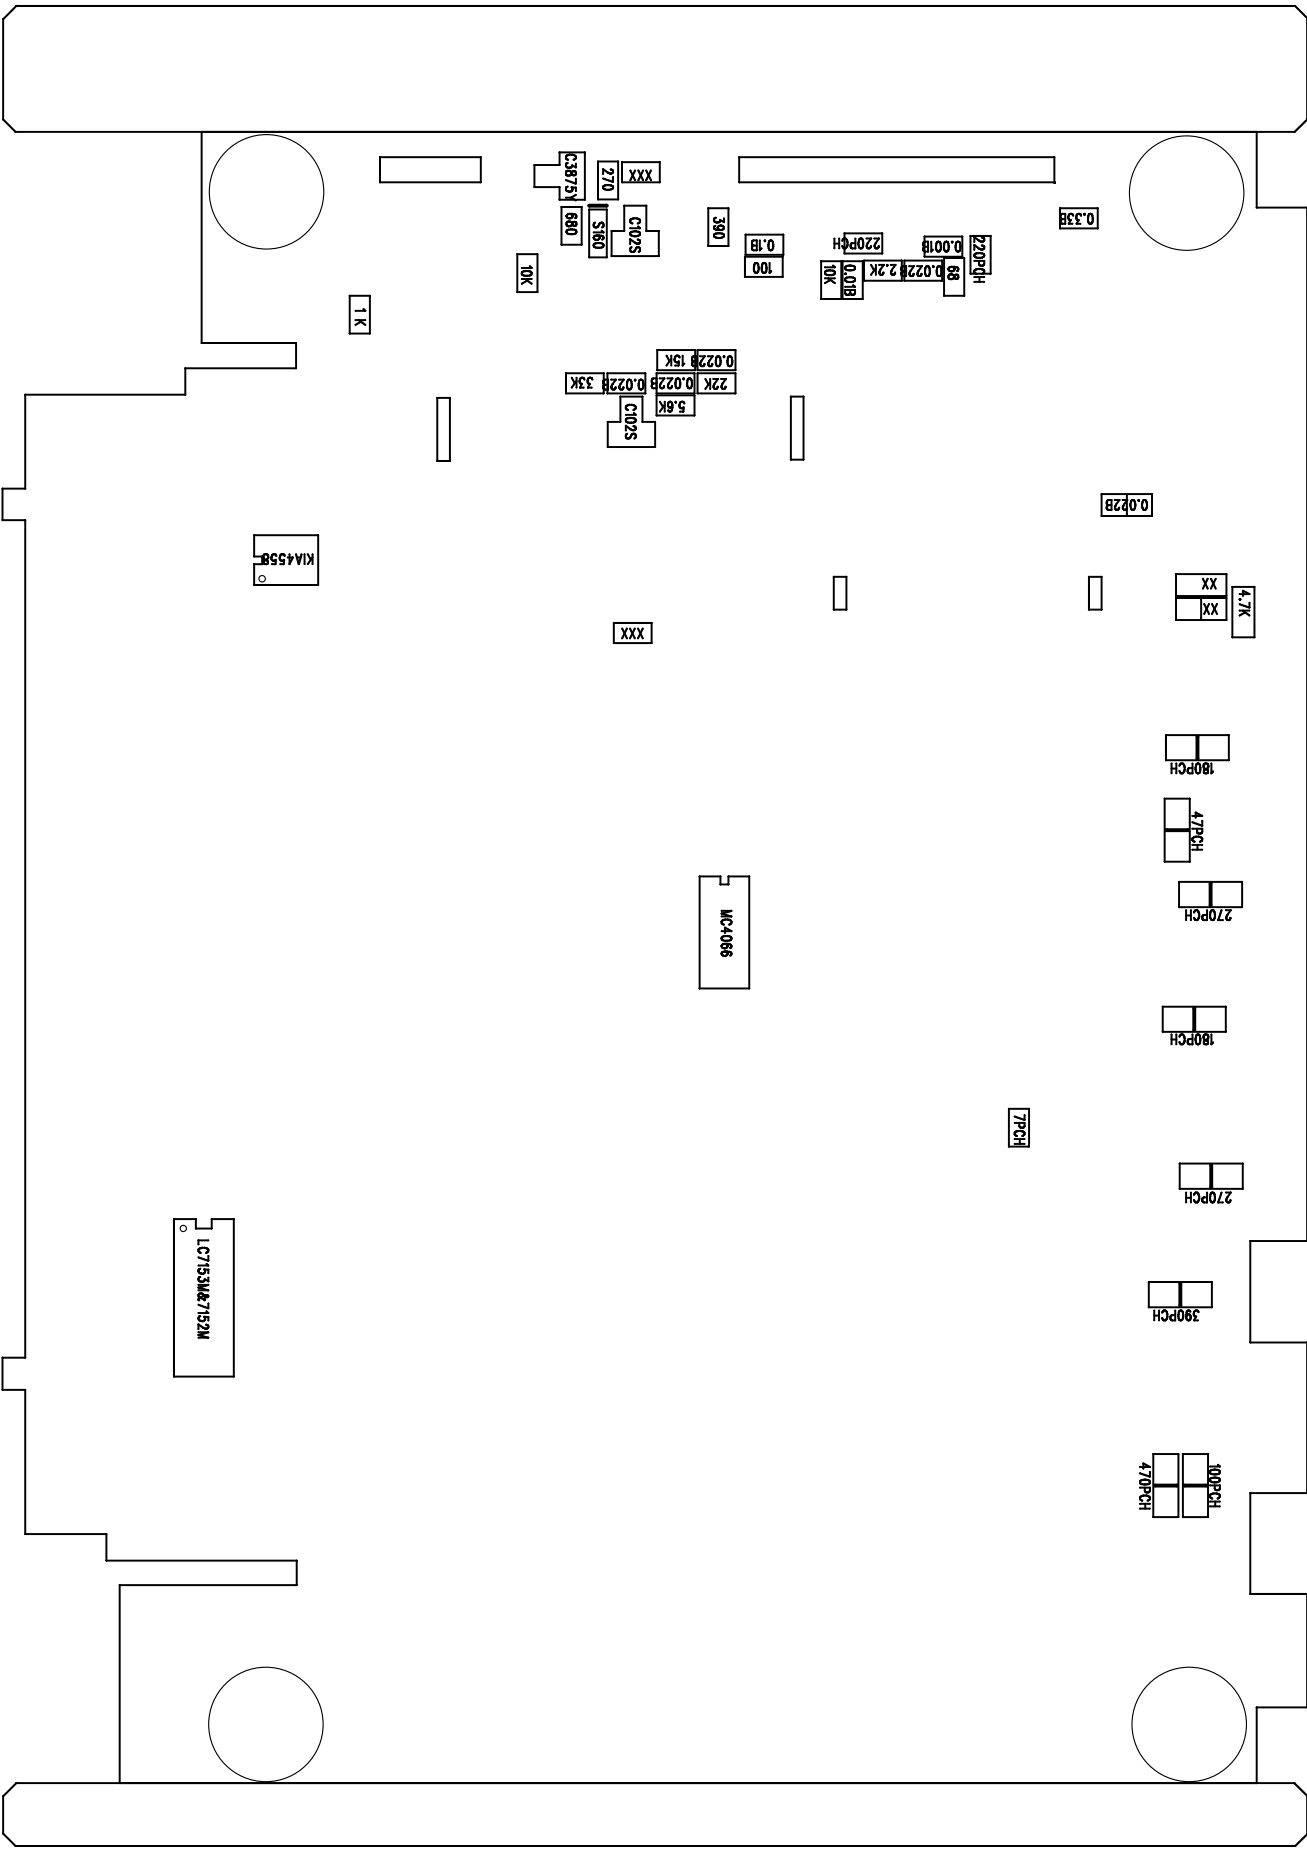 C3875Y
270
XXX
680
S160
C102S
390
0.33B
0.1B
100
220PCH
0.001B
220PCH
10K
10K
0.01B
2.2K
0.022B
68
1 K
15K
0.022B
33K
0.022B
0.022B
22K
5.6K
C102S
0.022B
KIA4558
XX
XX
4.7K
XXX
180PCH
47PCH
270PCH
MC4066
180PCH
7PCH
270PCH
LC7153M&7152M
390PCH
470PCH
100PCH